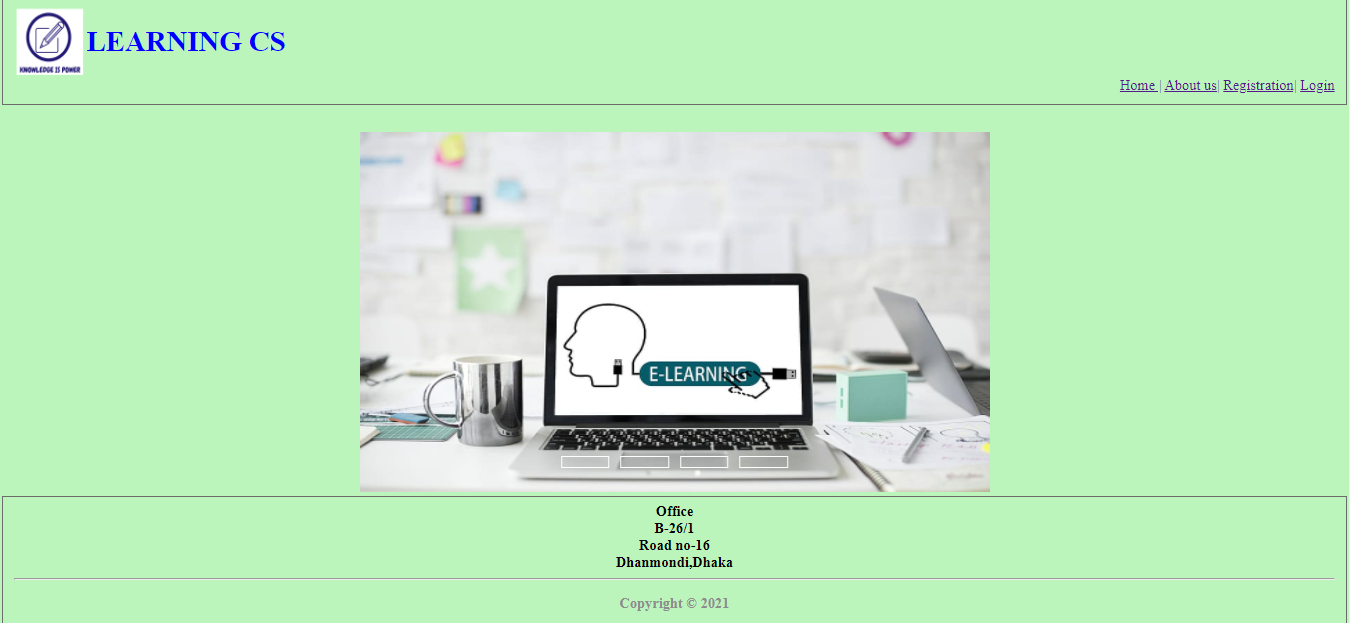 KNOWLEDGE IS POWER
LEARNING CS
Home | About us| Registration| Login
E-LEARNING
Office
B-26/1
Road no-16
Dhanmondi,Dhaka
Copyright © 2021